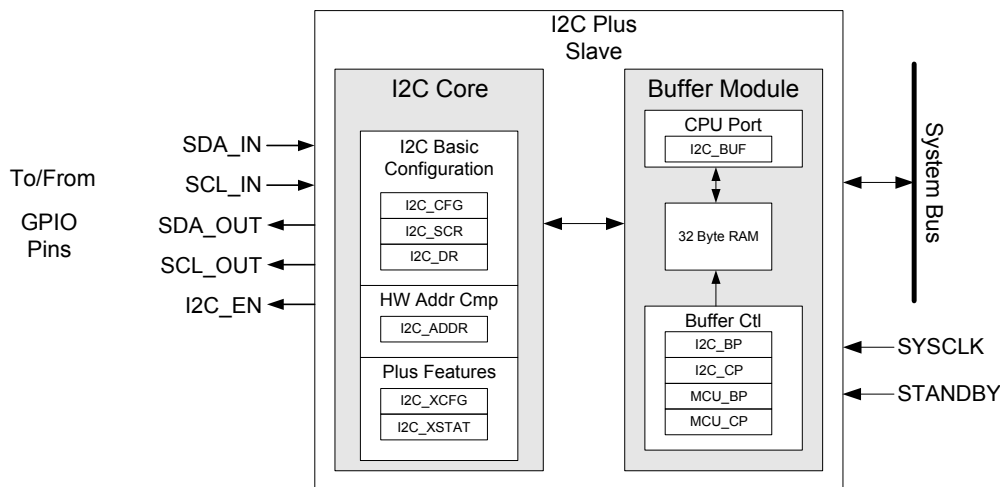 I2C Plus
Slave
I2C Core
Buffer Module
I2C Basic
Configuration
I2C_CFG
I2C_SCR
I2C_DR
HW Addr Cmp
I2C_ADDR
Plus Features
I2C_XCFG
I2C_XSTAT
CPU Port
I2C_BUF
32 Byte RAM
Buffer Ctl
I2C_BP
I2C_CP
MCU_BP
MCU_CP
To/From
GPIO
Pins
SDA_IN
SCL_IN
SDA_OUT
SCL_OUT
I2C_EN
System Bus
SYSCLK
STANDBY